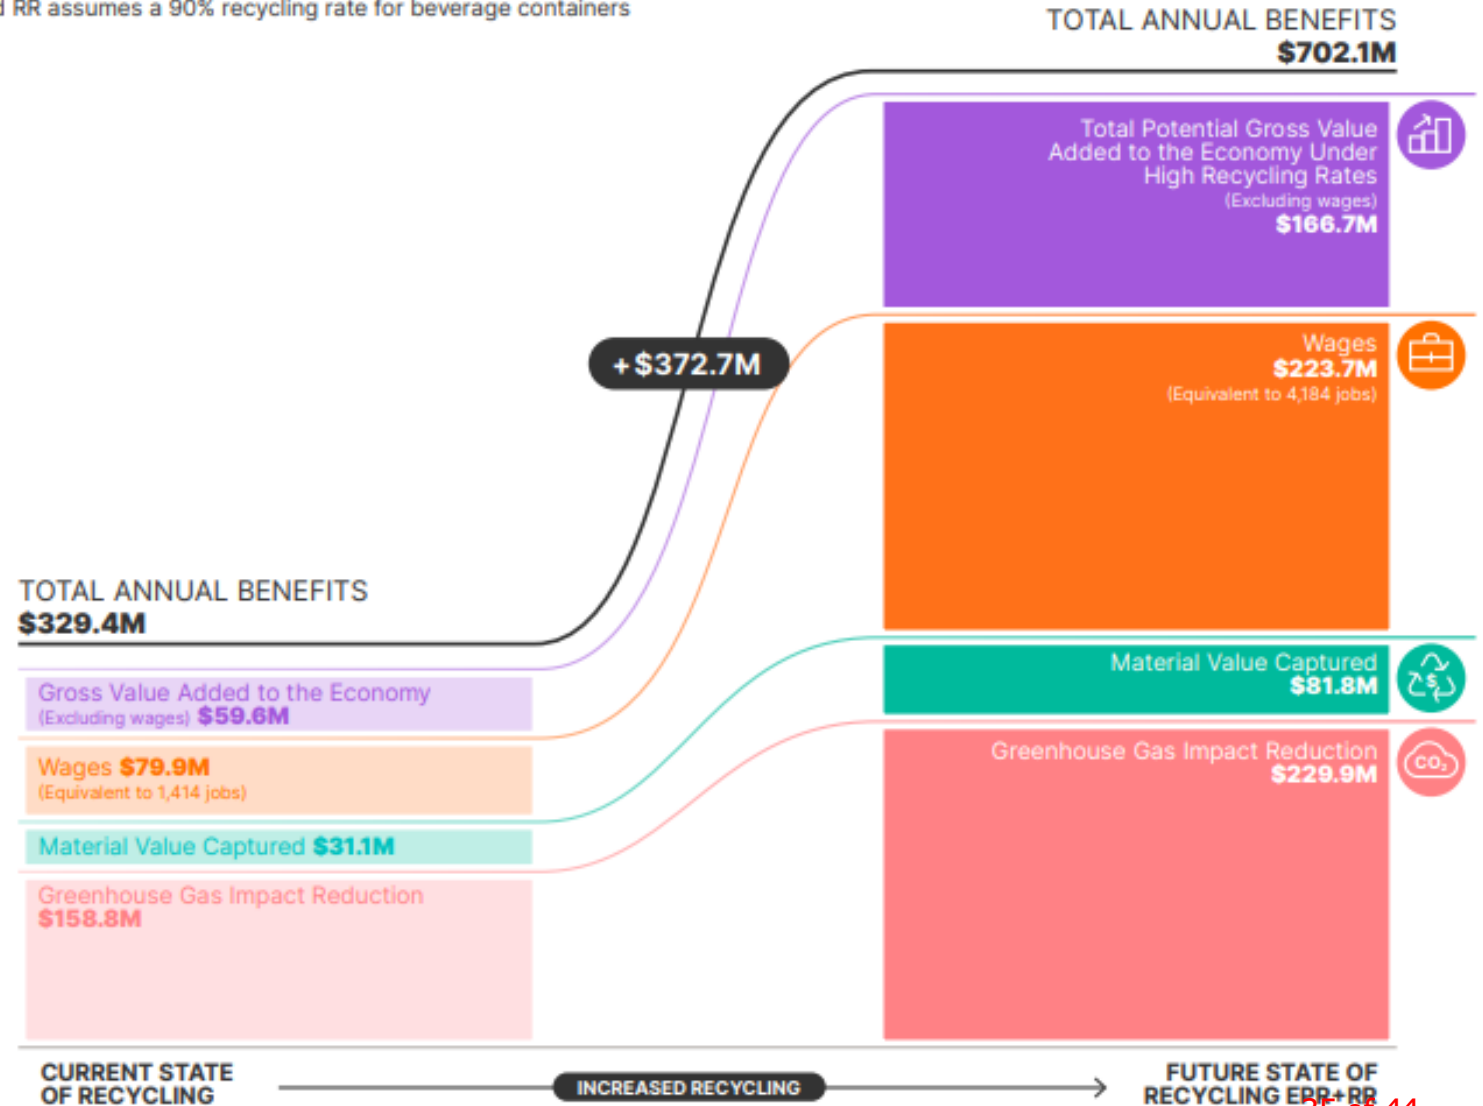 RR assumes a 90% recycling rate for beverage containers
TOTAL ANNUAL BENEFITS
$702.1M
Total Potential Gross Value
Added to the Economy Under
High Recycling Rates
(Excluding wages)
$166.7M
+$372.7M
Wages
$223.7M
(Equivalent to 4,184 jobs)
TOTAL ANNUAL BENEFITS
$329.4M
Material Value Captured
$81.8M
$
Gross Value Added to the Economy
(Excluding wages) $59.6M
Wages $79.9M
(Equivalent to 1,414 jobs)
Greenhouse Gas Impact Reduction
$229.9M
CO₂
Material Value Captured $31.1M
Greenhouse Gas Impact Reduction
$158.8M
CURRENT STATE
OF RECYCLING
INCREASED RECYCLING
FUTURE STATE OF
RECYCLING EPR+RR